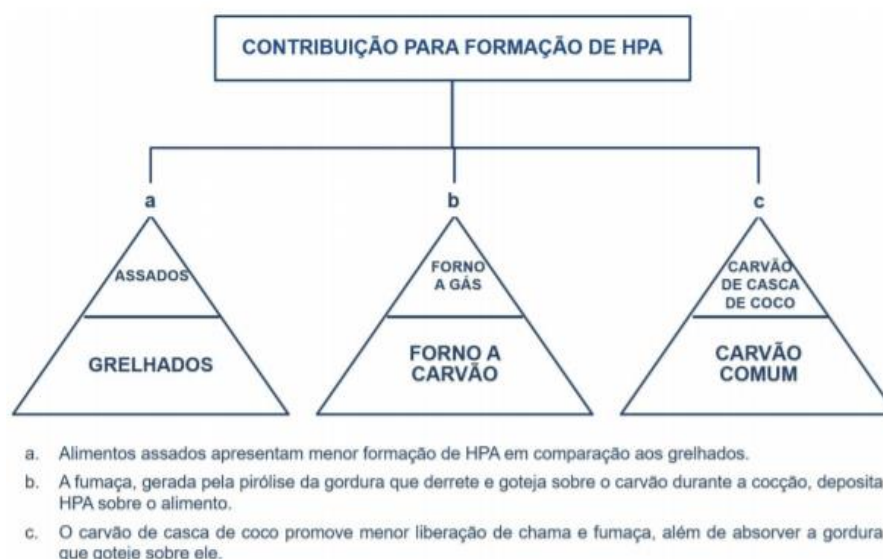 CONTRIBUIÇÃO PARA FORMAÇÃO DE HPA
a
b
c
ASSADOS
GRELHADOS
FORNO
A GÁS
FORNO A
CARVÃO
CARVÃO
DE CASCA
DE COCO
CARVÃO
COMUM
a. Alimentos assados apresentam menor formação de HPA em comparação aos grelhados.
b. A fumaça, gerada pela pirólise da gordura que derrete e goteja sobre o carvão durante a cocção, deposita
HPA sobre o alimento.
c. O carvão de casca de coco promove menor liberação de chama e fumaça, além de absorver a gordura
que goteje sobre ele.